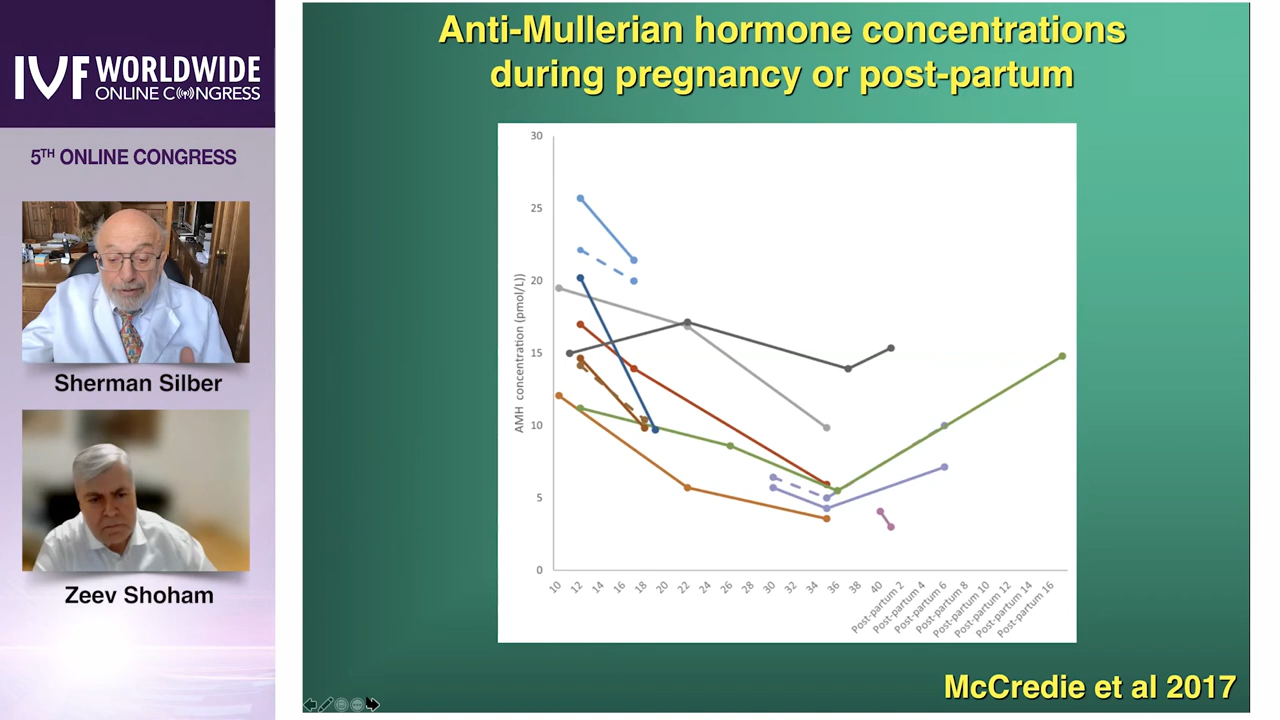 IVF WORLDWIDE
ONLINE CONGRESS
5TH ONLINE CONGRESS
Sherman Silber
Zeev Shoham
Anti-Mullerian hormone concentrations
during pregnancy or post-partum
AMH concentration (pmol/L))
30
25
20
15
10
5
0
10
12
14
16
18
20
22
24
26
28
30
32
34
36
38
40
Post-partum 2
Post-partum 4
Post-partum 6
Post-partum 8
Post-partum 10
Post-partum 12
Post-partum 14
Post-partum 16
McCredie et al 2017